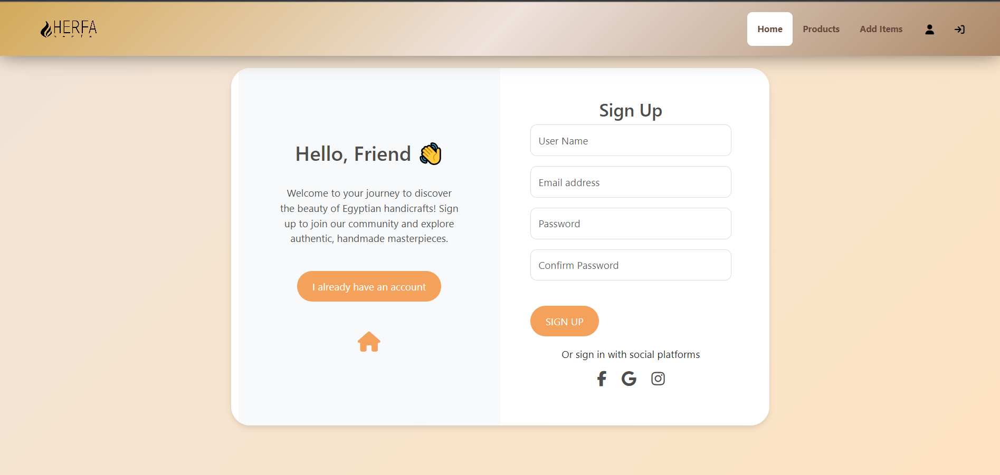 HERFA
Home
Products
Add Items
Hello, Friend
Welcome to your journey to discover
the beauty of Egyptian handicrafts! Sign
up to join our community and explore
authentic, handmade masterpieces.
I already have an account
Sign Up
User Name
Email address
Password
Confirm Password
SIGN UP
Or sign in with social platforms